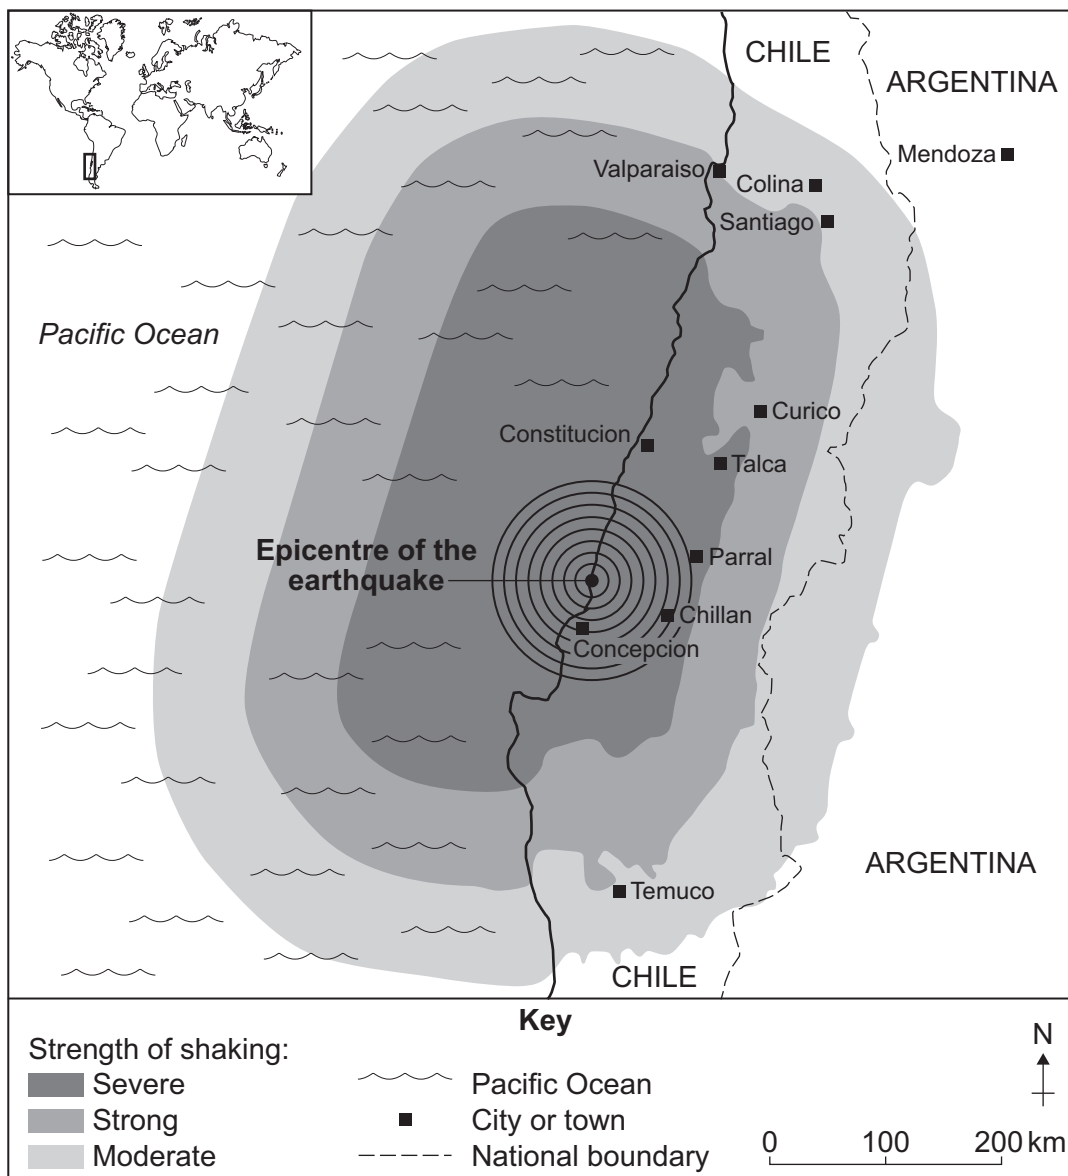 CHILE
ARGENTINA
Mendoza
Valparaiso
Colina
Santiago
Pacific Ocean
Curico
Constitucion
Talca
Epicentre of the
earthquake
Parral
Chillan
Concepcion
ARGENTINA
Temuco
CHILE
Key
Strength of shaking:
Severe
Strong
Moderate
Pacific Ocean
City or town
National boundary
N
0 100 200 km